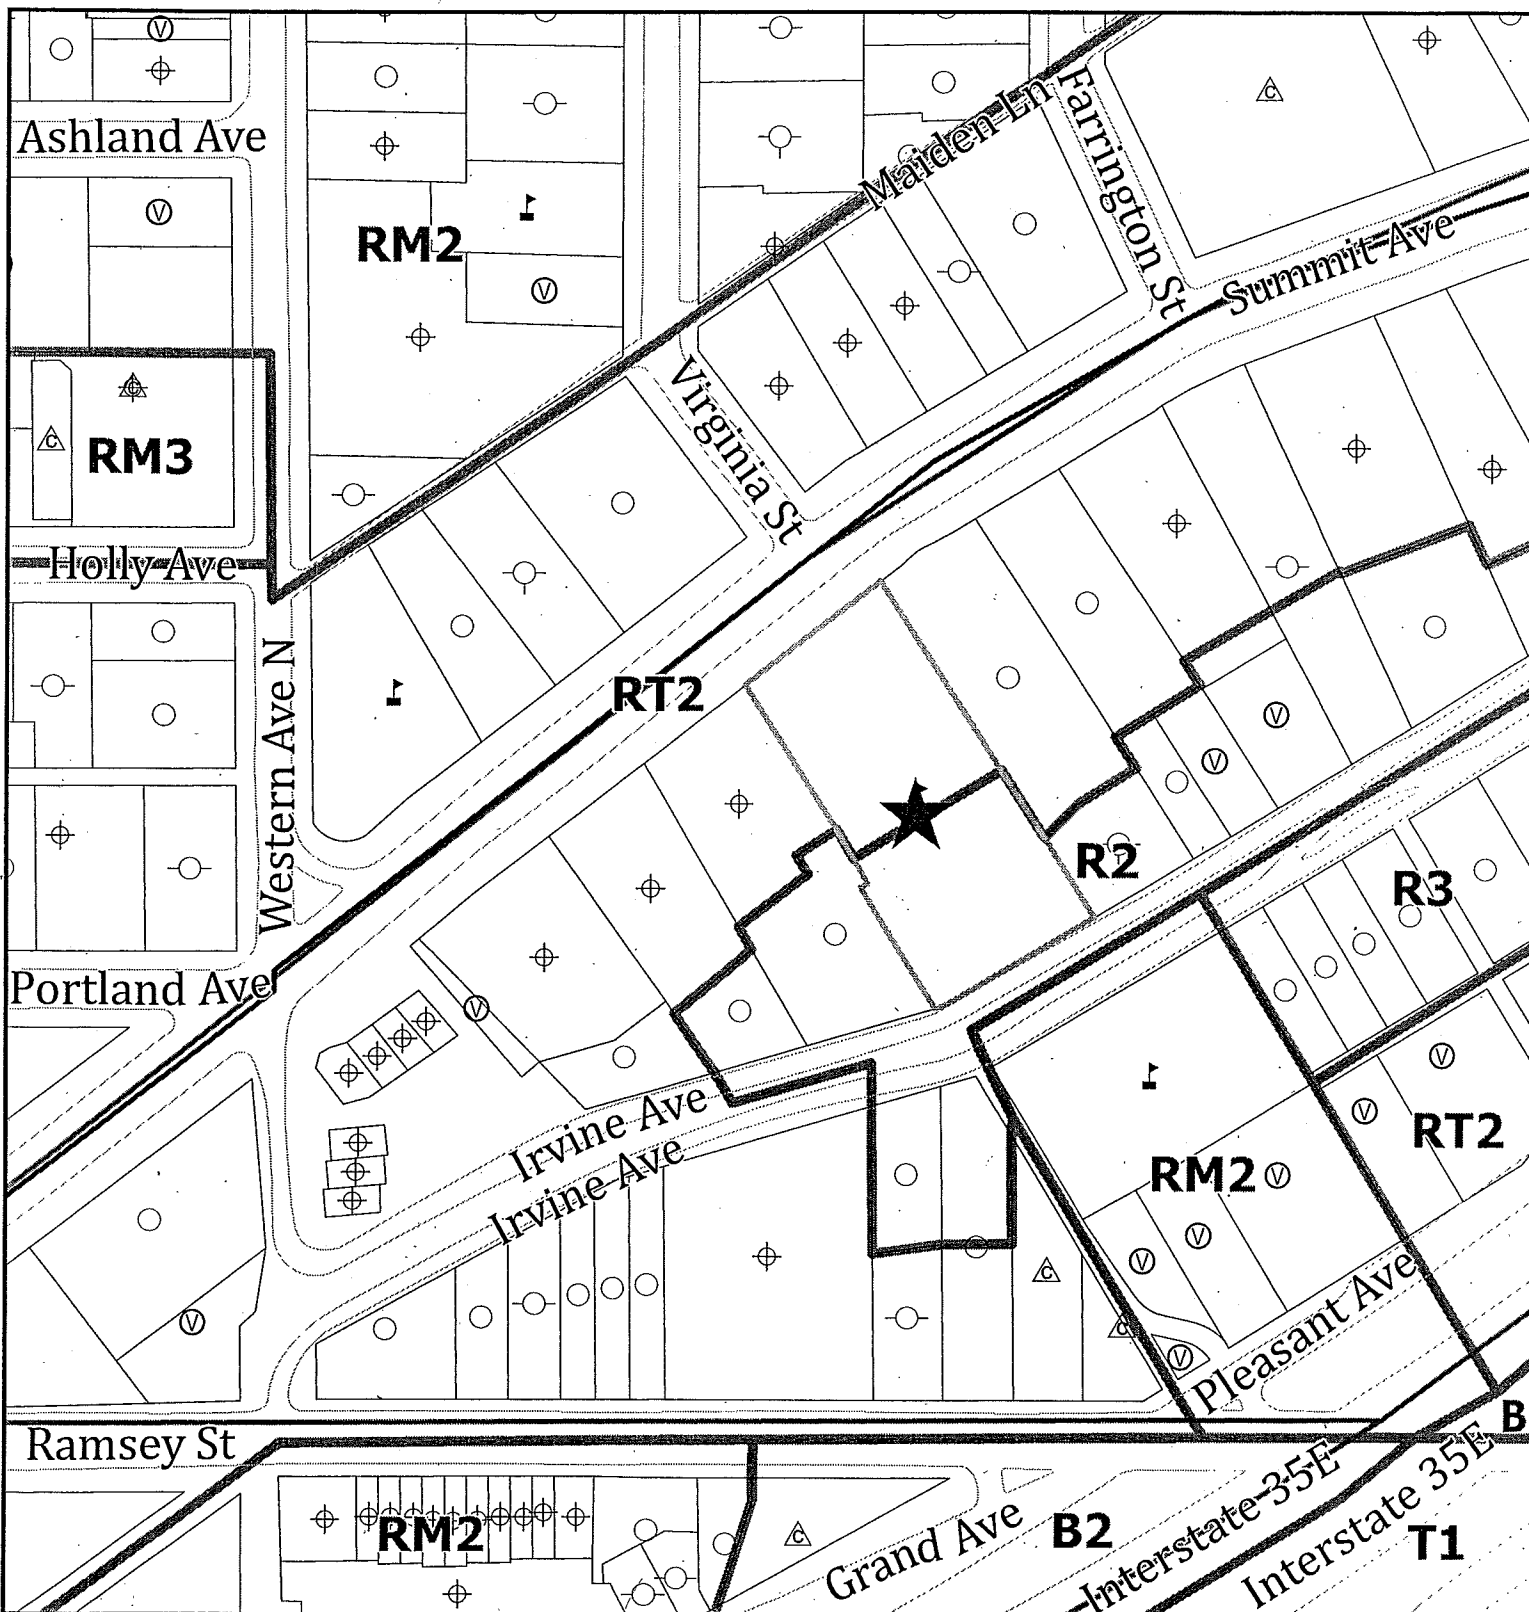 Ashland Ave
Maiden Ln
Farrington St
RM2
Summit Ave
RM3
Virginia St
Holly Ave
Western Ave N
RT2
R2
R3
Portland Ave
Irvine Ave
Irvine Ave
RT2
RM2
Pleasant Ave
Ramsey St
B
RM2
Grand Ave
B2
Interstate 35E
Interstate 35E
T1
V
V
V
V
V
V
V
V
V
V
V
V
V
V
C
C
C
C
C
C